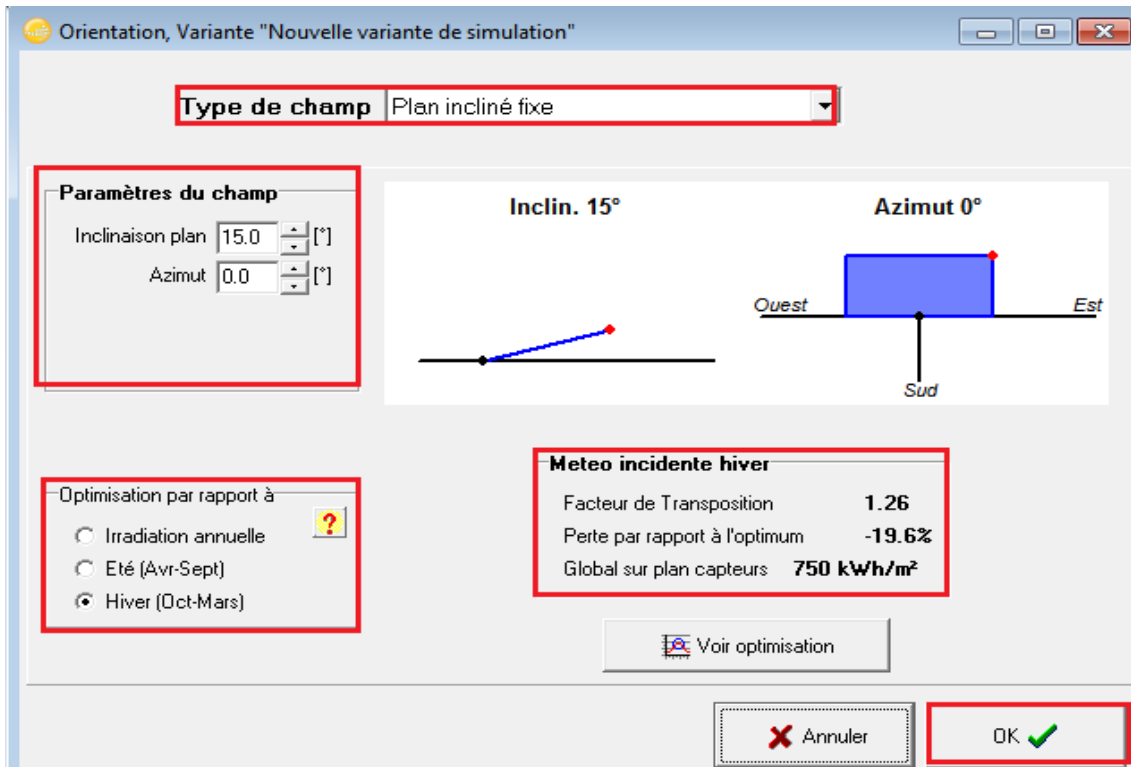 Orientation, Variante "Nouvelle variante de simulation"
Type de champ Plan incliné fixe
Paramètres du champ
Inclinaison plan 15.0 [°]
Azimut 0.0 [°]
Inclin. 15°
Azimut 0°
Ouest
Est
Sud
Optimisation par rapport à
?
Irradiation annuelle
Eté (Avr-Sept)
Hiver (Oct-Mars)
Meteo incidente hiver
Facteur de Transposition 1.26
Perte par rapport à l'optimum -19.6%
Global sur plan capteurs 750 kWh/m²
Voir optimisation
Annuler
OK